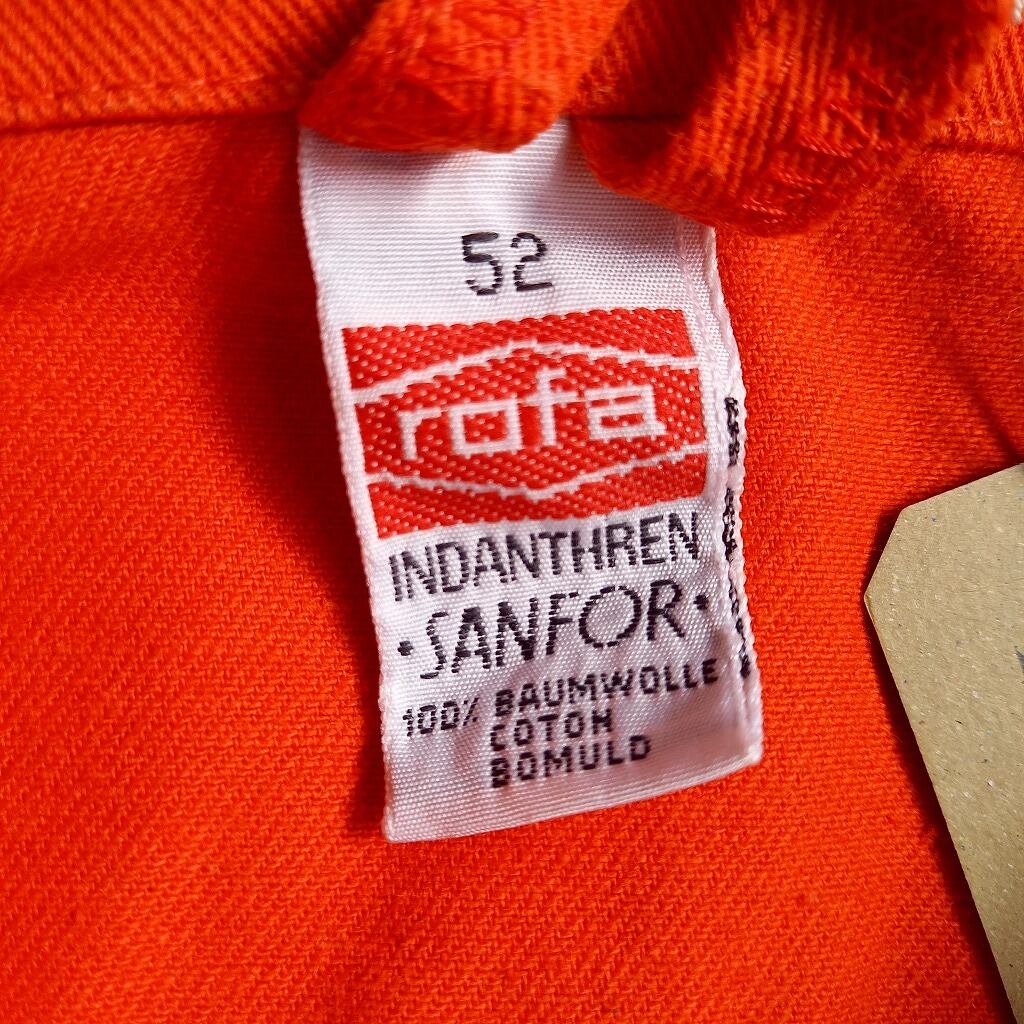 52
rofa
INDANTHREN
·SANFOR·
100% BAUMWOLLE
COTON
BOMULD